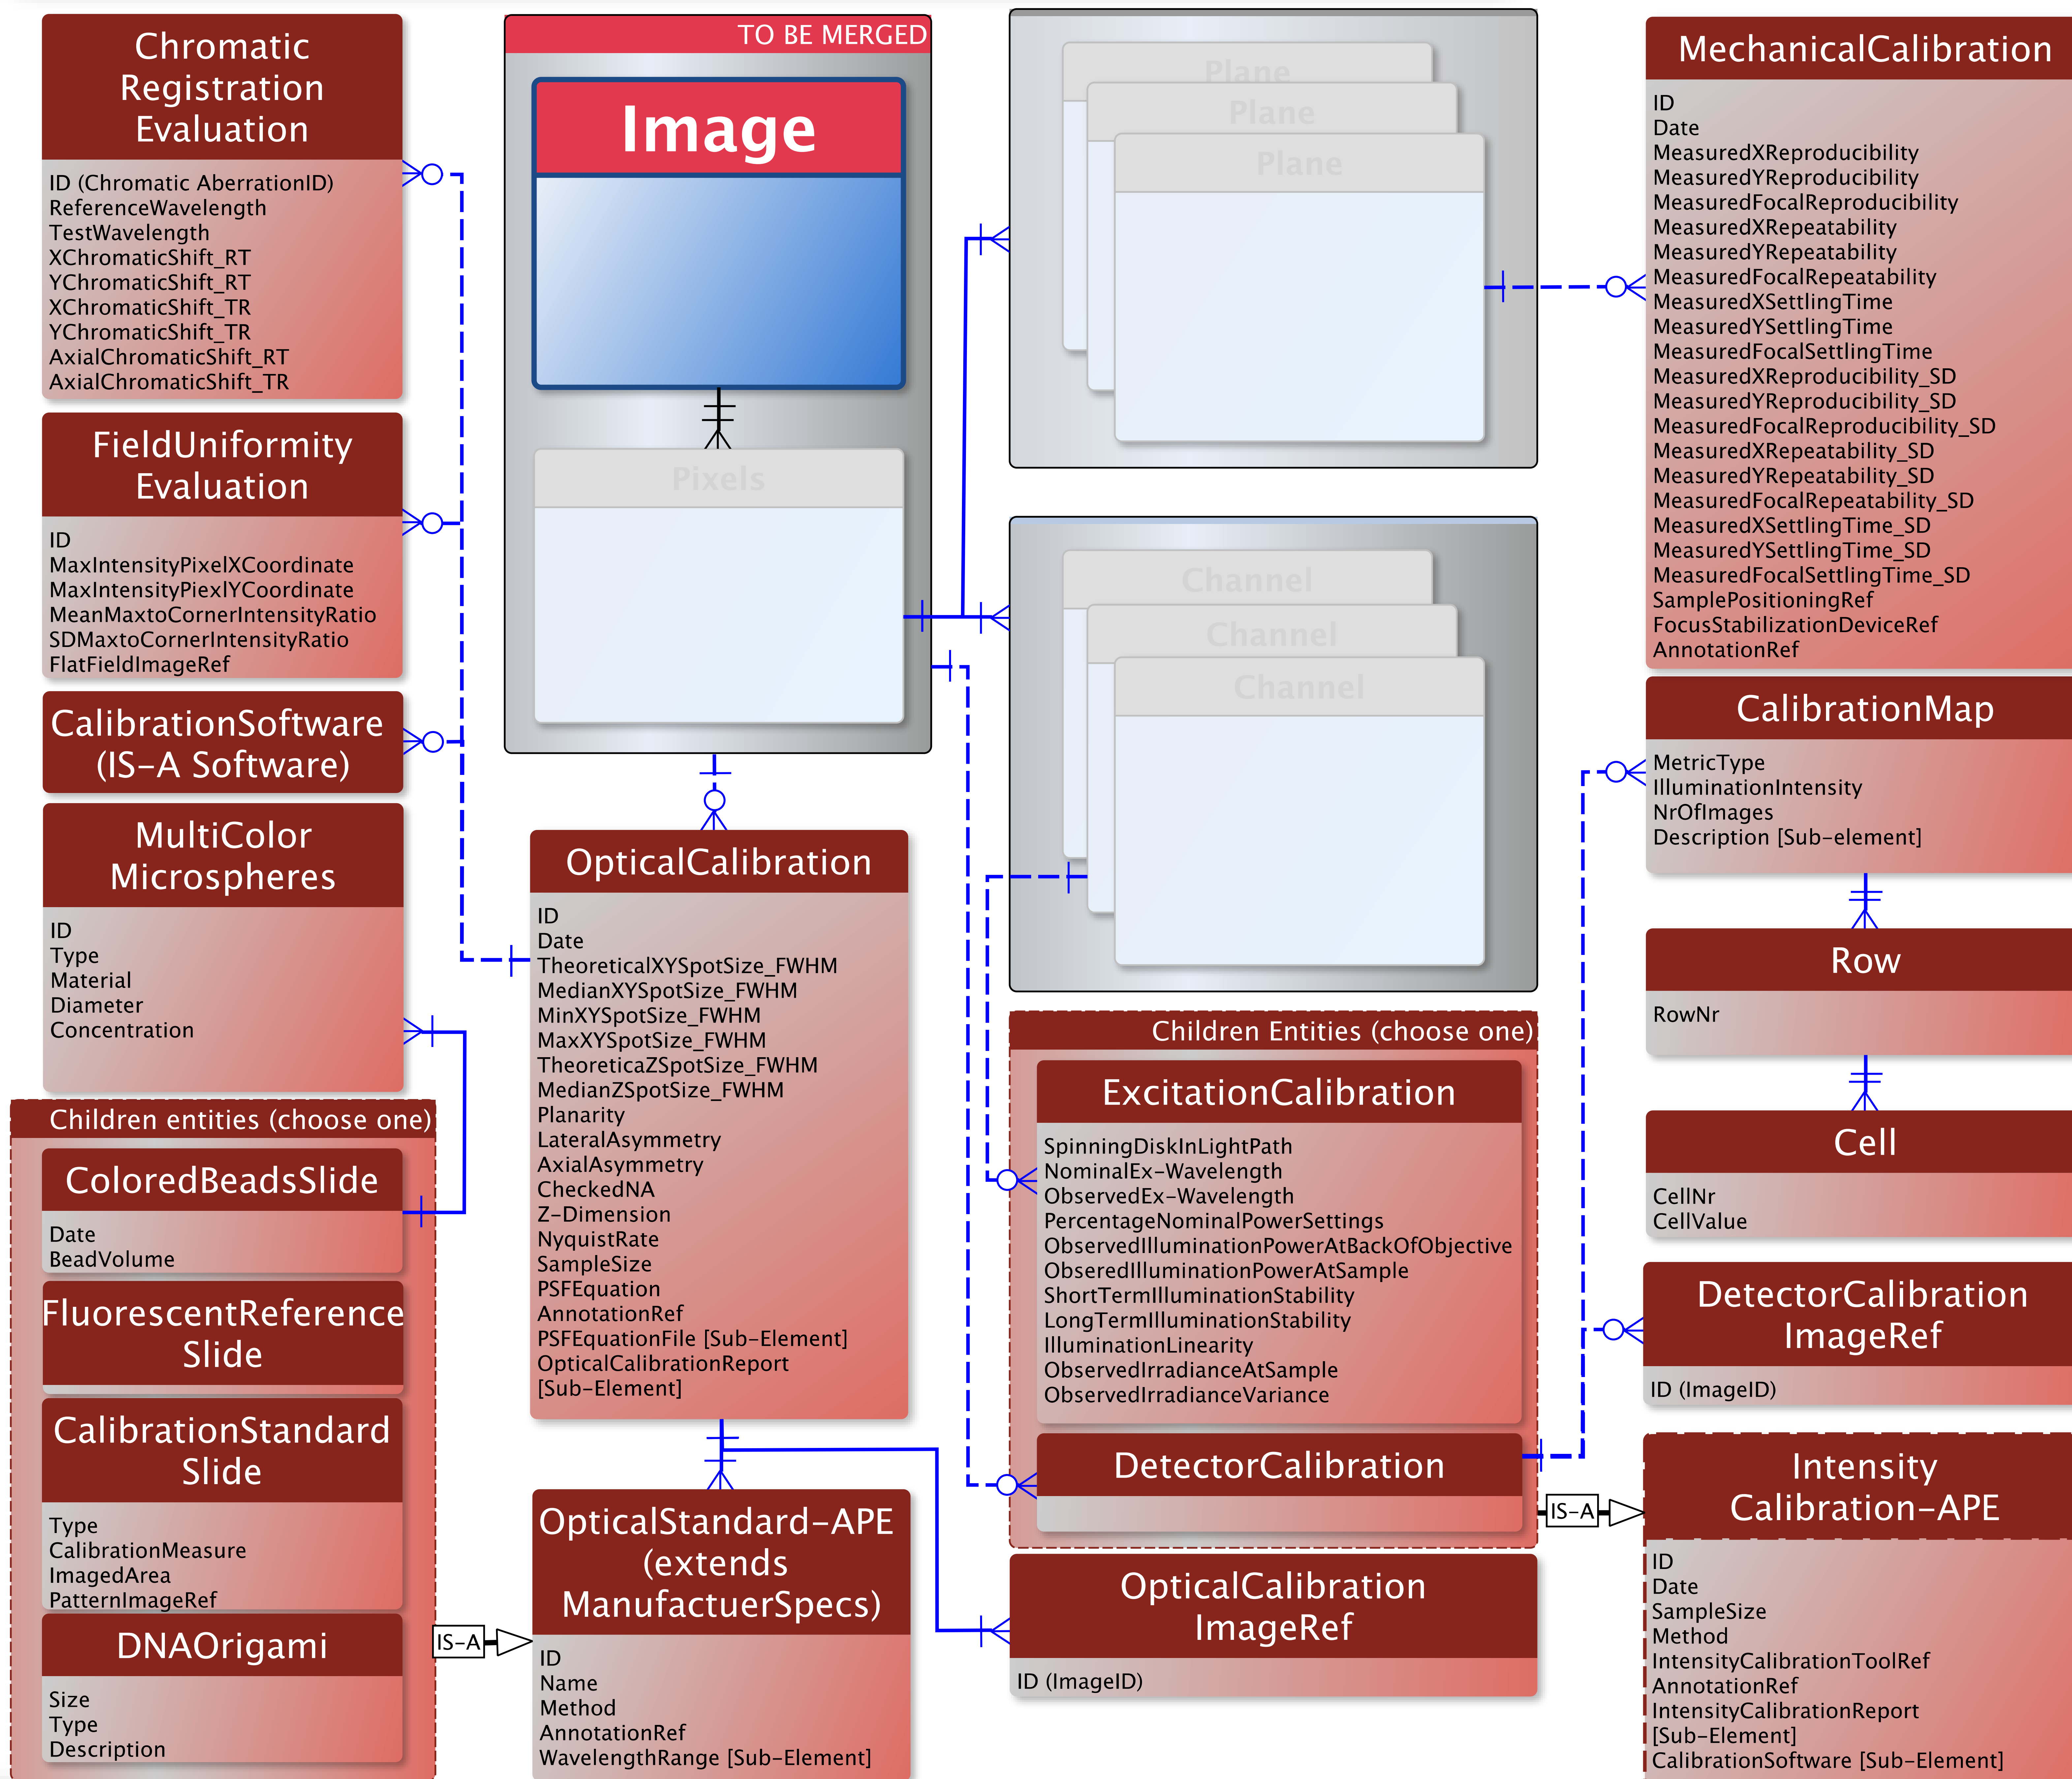 Chromatic
Registration
Evaluation
ID (Chromatic AberrationID)
ReferenceWavelength
TestWavelength
XChromaticShift_RT
YChromaticShift_RT
XChromaticShift_TR
YChromaticShift_TR
AxialChromaticShift_RT
AxialChromaticShift_TR
FieldUniformity
Evaluation
ID
MaxIntensityPixelXCoordinate
MaxIntensityPiexlYCoordinate
MeanMaxtoCornerIntensityRatio
SDMaxtoCornerIntensityRatio
FlatFieldImageRef
CalibrationSoftware
(IS-A Software)
MultiColor
Microspheres
ID
Type
Material
Diameter
Concentration
Children entities (choose one)
ColoredBeadsSlide
Date
BeadVolume
FluorescentReference
Slide
CalibrationStandard
Slide
Type
CalibrationMeasure
ImagedArea
PatternImageRef
DNAOrigami
Size
Type
Description
IS-A
TO BE MERGED
Image
Pixels
OpticalCalibration
ID
Date
TheoreticalXYSpotSize_FWHM
MedianXYSpotSize_FWHM
MinXYSpotSize_FWHM
MaxXYSpotSize_FWHM
TheoreticaZSpotSize_FWHM
MedianZSpotSize_FWHM
Planarity
LateralAsymmetry
AxialAsymmetry
CheckedNA
Z-Dimension
NyquistRate
SampleSize
PSFEquation
AnnotationRef
PSFEquationFile [Sub-Element]
OpticalCalibrationReport
[Sub-Element]
OpticalStandard-APE
(extends
ManufactuerSpecs)
ID
Name
Method
AnnotationRef
WavelengthRange [Sub-Element]
Plane
Plane
Plane
Channel
Channel
Channel
Children Entities (choose one)
ExcitationCalibration
SpinningDiskInLightPath
NominalEx-Wavelength
ObservedEx-Wavelength
PercentageNominalPowerSettings
ObservedIlluminationPowerAtBackOfObjective
ObseredIlluminationPowerAtSample
ShortTermIlluminationStability
LongTermIlluminationStability
IlluminationLinearity
ObservedIrradianceAtSample
ObservedIrradianceVariance
DetectorCalibration
IS-A
OpticalCalibration
ImageRef
ID (ImageID)
MechanicalCalibration
ID
Date
MeasuredXReproducibility
MeasuredYReproducibility
MeasuredFocalReproducibility
MeasuredXRepeatability
MeasuredYRepeatability
MeasuredFocalRepeatability
MeasuredXSettlingTime
MeasuredYSettlingTime
MeasuredFocalSettlingTime
MeasuredXReproducibility_SD
MeasuredYReproducibility_SD
MeasuredFocalReproducibility_SD
MeasuredXRepeatability_SD
MeasuredYRepeatability_SD
MeasuredFocalRepeatability_SD
MeasuredXSettlingTime_SD
MeasuredYSettlingTime_SD
MeasuredFocalSettlingTime_SD
SamplePositioningRef
FocusStabilizationDeviceRef
AnnotationRef
CalibrationMap
MetricType
IlluminationIntensity
NrOfImages
Description [Sub-element]
Row
RowNr
Cell
CellNr
CellValue
DetectorCalibration
ImageRef
ID (ImageID)
Intensity
Calibration-APE
ID
Date
SampleSize
Method
IntensityCalibrationToolRef
AnnotationRef
IntensityCalibrationReport
[Sub-Element]
CalibrationSoftware [Sub-Element]